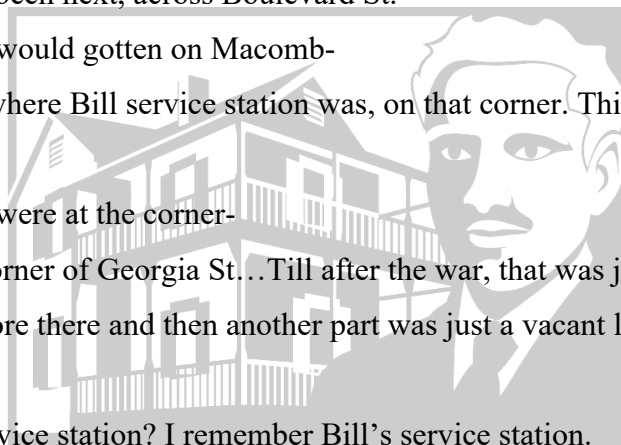 been next, across Boulevard St.
would gotten on Macomb-
where Bill service station was, on that corner. Thi
were at the corner-
orner of Georgia St…Till after the war, that was j
ore there and then another part was just a vacant l
vice station? I remember Bill’s service station.